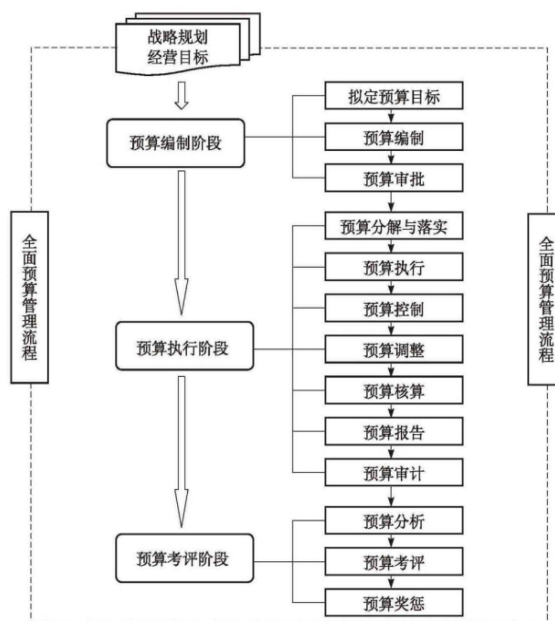 战略规划
经营目标
拟定预算目标
预算编制阶段
预算编制
预算审批
全面预算管理流程
预算分解与落实
预算执行
预算控制
预算执行阶段
预算调整
预算核算
预算报告
预算审计
预算分析
预算考评阶段
预算考评
预算奖惩
全面预算管理流程